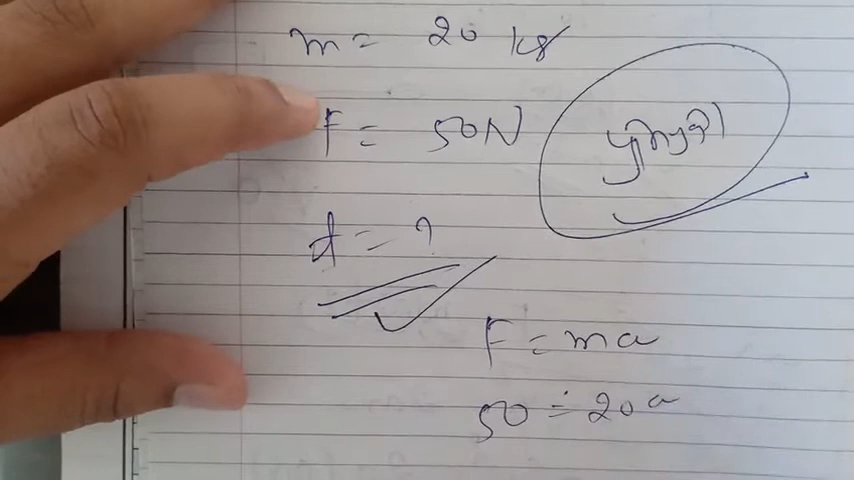 m = 20 kg
F = 50N
d = ?
F = ma
50 = 20a